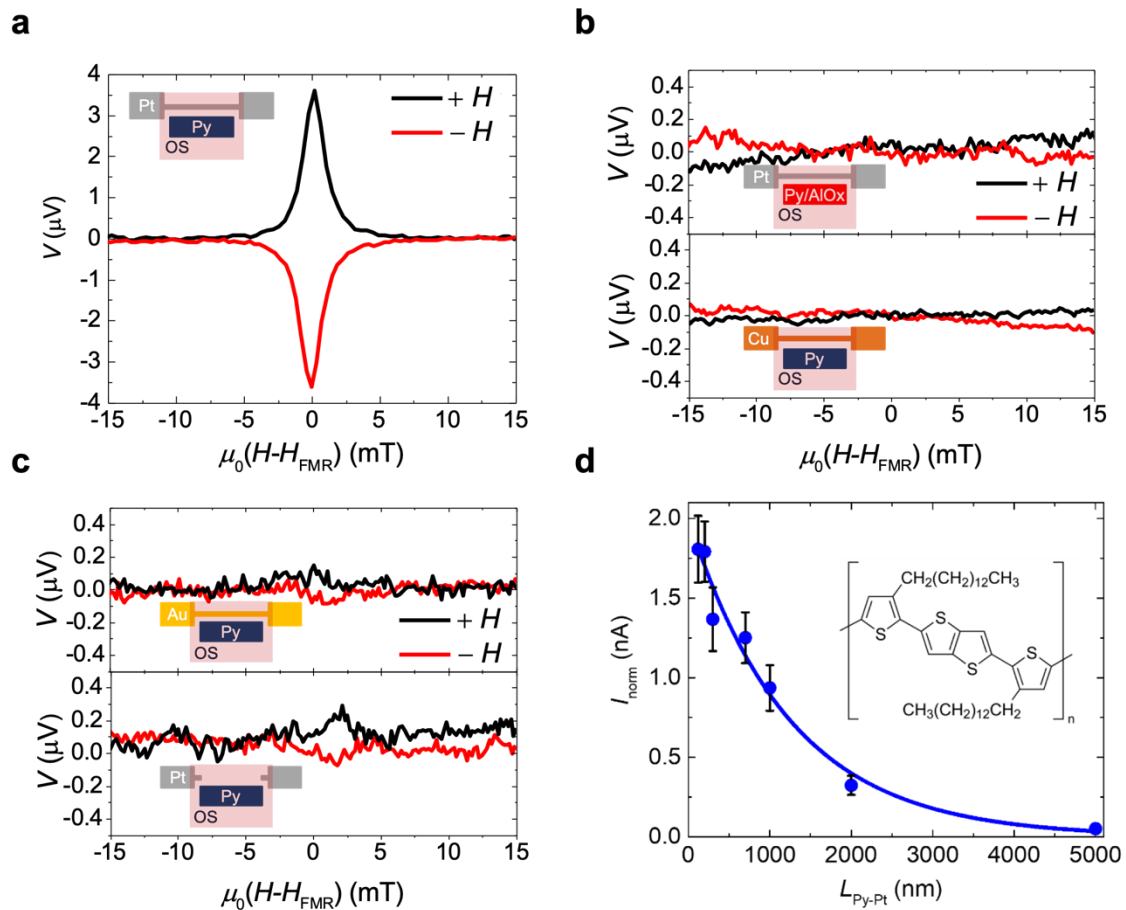 a
4
3
2
1
0
-1
-2
-3
-4
V (μV)
Pt
Py
OS
+ H
− H
-15 -10 -5 0 5 10 15
μ₀(H-H_FMR) (mT)
b
0.4
0.2
0.0
-0.2
-0.4
V (μV)
Pt
Py/AlOx
OS
+ H
− H
0.4
0.2
0.0
-0.2
-0.4
V (μV)
Cu
Py
OS
-15 -10 -5 0 5 10 15
μ₀(H-H_FMR) (mT)
c
0.4
0.2
0.0
-0.2
-0.4
V (μV)
Au
Py
OS
+ H
− H
0.4
0.2
0.0
-0.2
-0.4
V (μV)
Pt
Py
OS
-15 -10 -5 0 5 10 15
μ₀(H-H_FMR) (mT)
d
2.0
1.5
1.0
0.5
0.0
I_norm (nA)
CH2(CH2)12CH3
S
S
S
S
CH3(CH2)12CH2
n
0 1000 2000 3000 4000 5000
L_Py-Pt (nm)